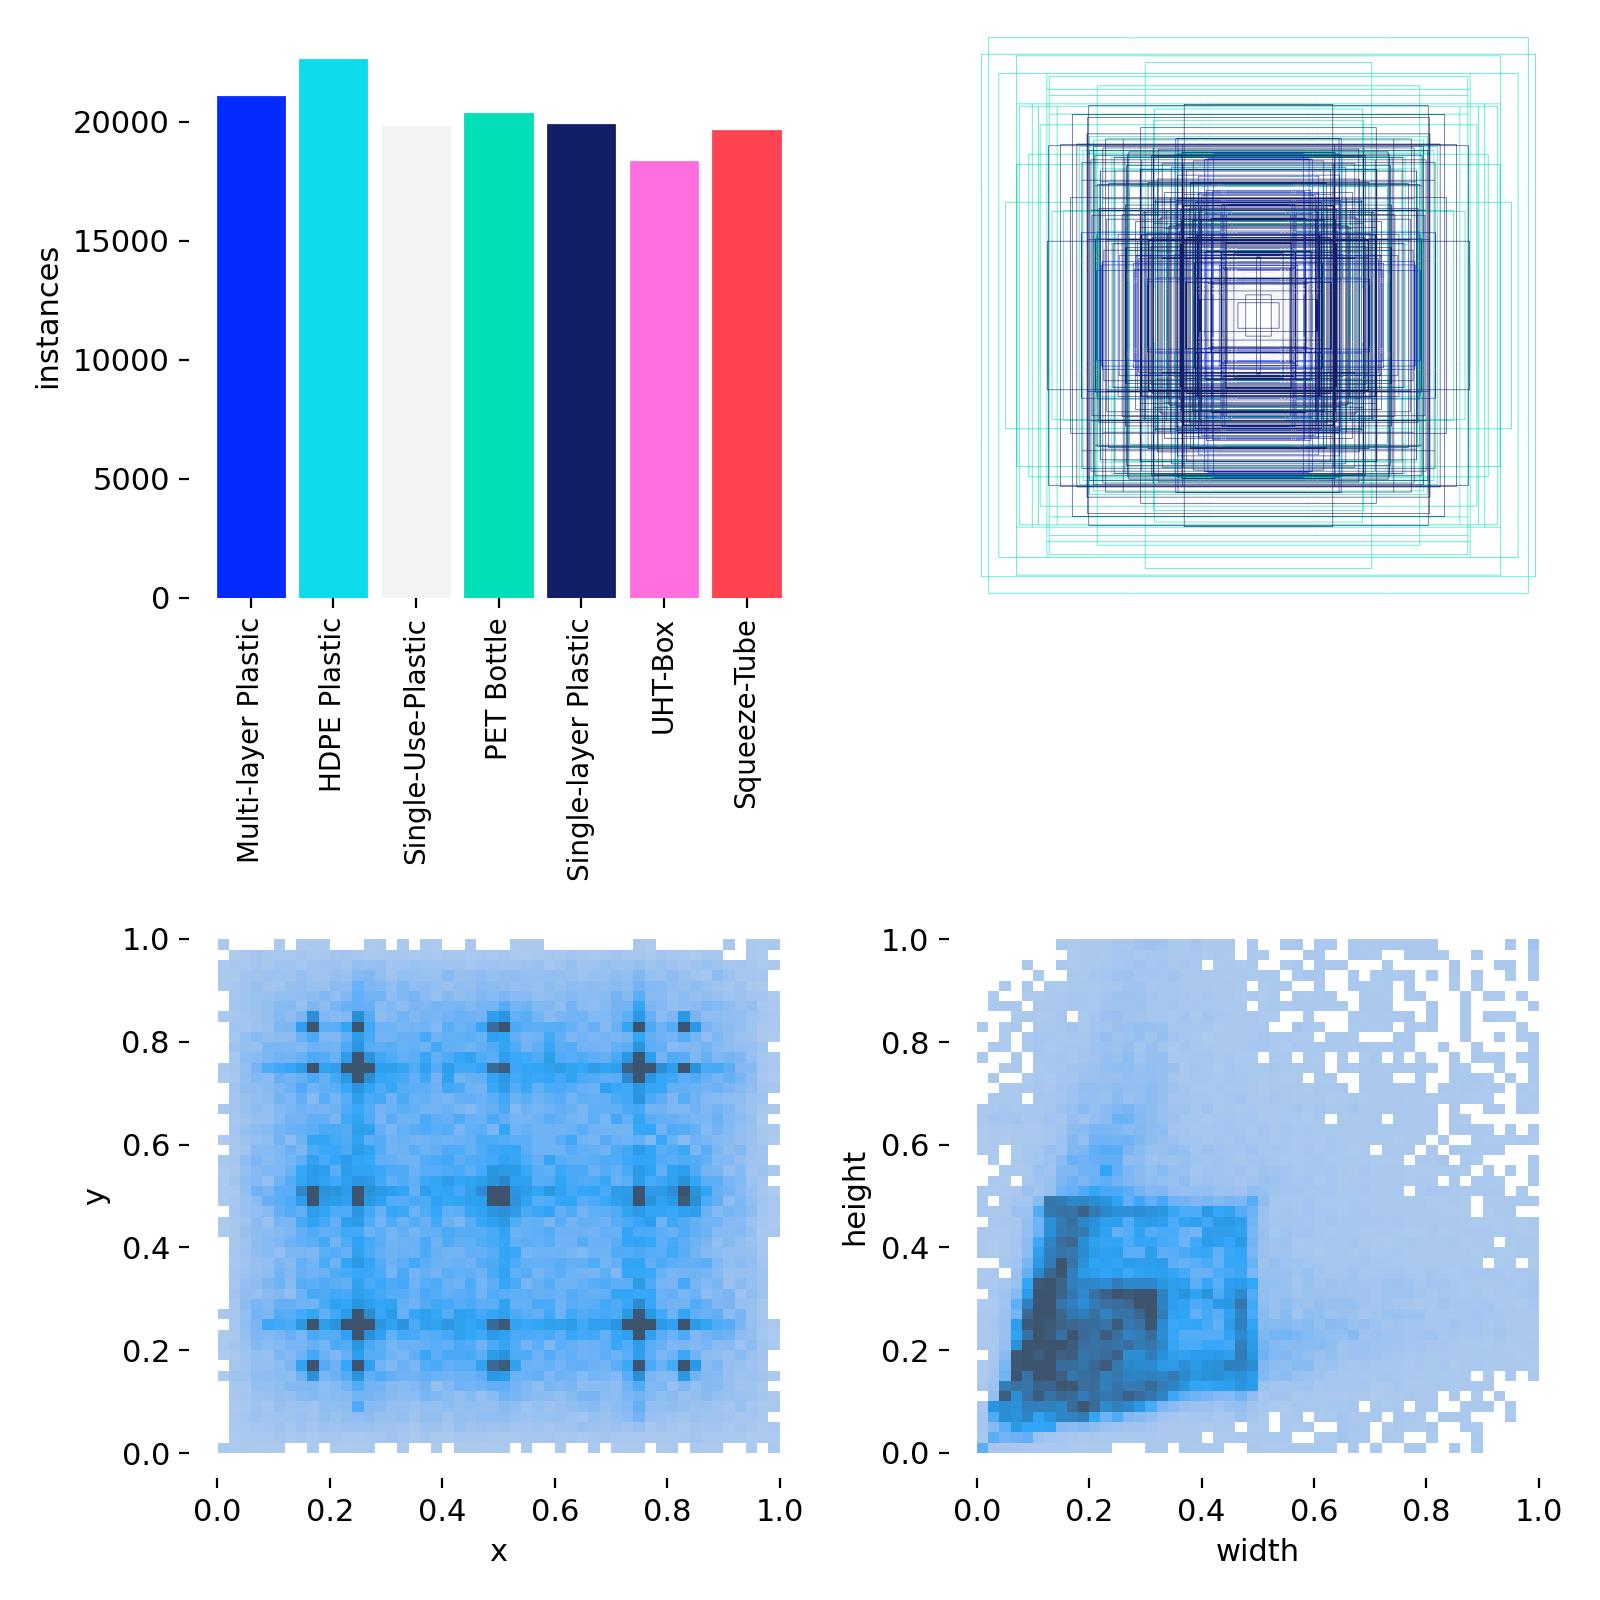 instances
20000
15000
10000
5000
0
Multi-layer Plastic
HDPE Plastic
Single-Use-Plastic
PET Bottle
Single-layer Plastic
UHT-Box
Squeeze-Tube
y
1.0
0.8
0.6
0.4
0.2
0.0
0.0 0.2 0.4 0.6 0.8 1.0
x
height
1.0
0.8
0.6
0.4
0.2
0.0
0.0 0.2 0.4 0.6 0.8 1.0
width